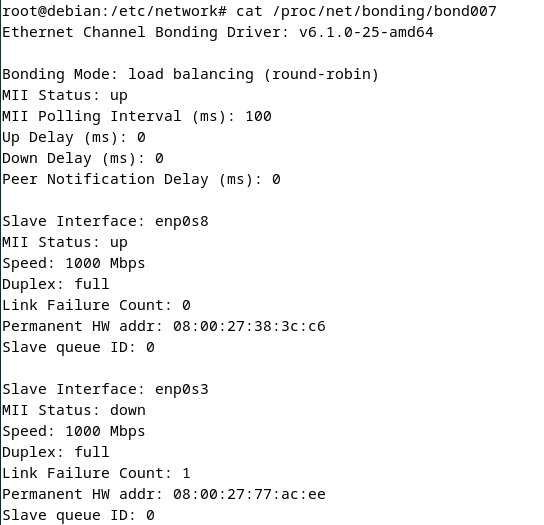 root@debian:/etc/network# cat /proc/net/bonding/bond007
Ethernet Channel Bonding Driver: v6.1.0-25-amd64
Bonding Mode: load balancing (round-robin)
MII Status: up
MII Polling Interval (ms): 100
Up Delay (ms): 0
Down Delay (ms): 0
Peer Notification Delay (ms): 0
Slave Interface: enp0s8
MII Status: up
Speed: 1000 Mbps
Duplex: full
Link Failure Count: 0
Permanent HW addr: 08:00:27:38:3c:c6
Slave queue ID: 0
Slave Interface: enp0s3
MII Status: down
Speed: 1000 Mbps
Duplex: full
Link Failure Count: 1
Permanent HW addr: 08:00:27:77:ac:ee
Slave queue ID: 0